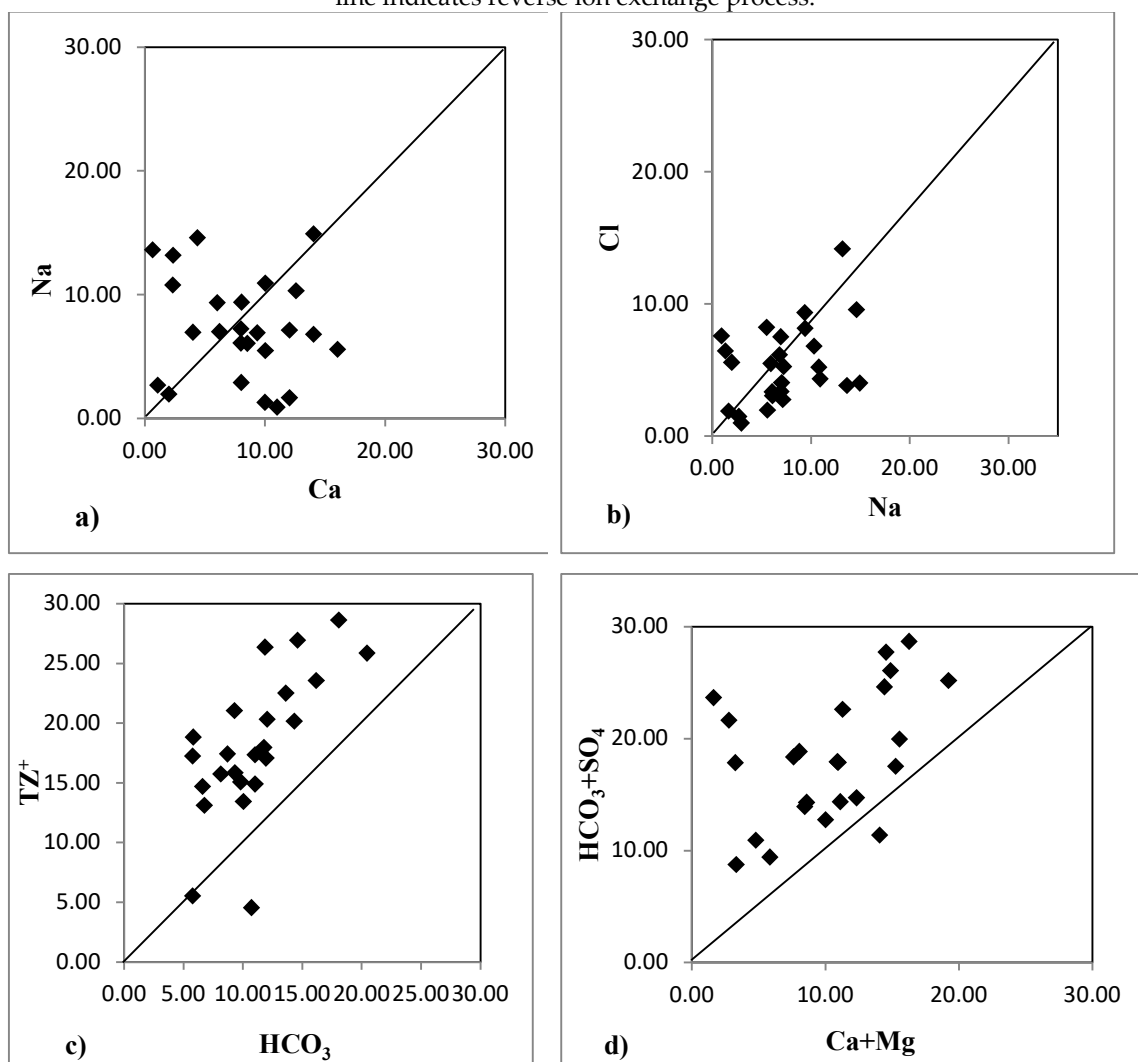 line indicates reverse ion exchange process.
30.00
20.00
10.00
0.00
Na
0.00 10.00 20.00 30.00
Ca
a)
30.00
20.00
10.00
0.00
Cl
0.00 10.00 20.00 30.00
Na
b)
30.00
25.00
20.00
15.00
10.00
5.00
0.00
TZ⁺
0.00 5.00 10.00 15.00 20.00 25.00 30.00
HCO₃
c)
30.00
20.00
10.00
0.00
HCO₃+SO₄
0.00 10.00 20.00 30.00
Ca+Mg
d)